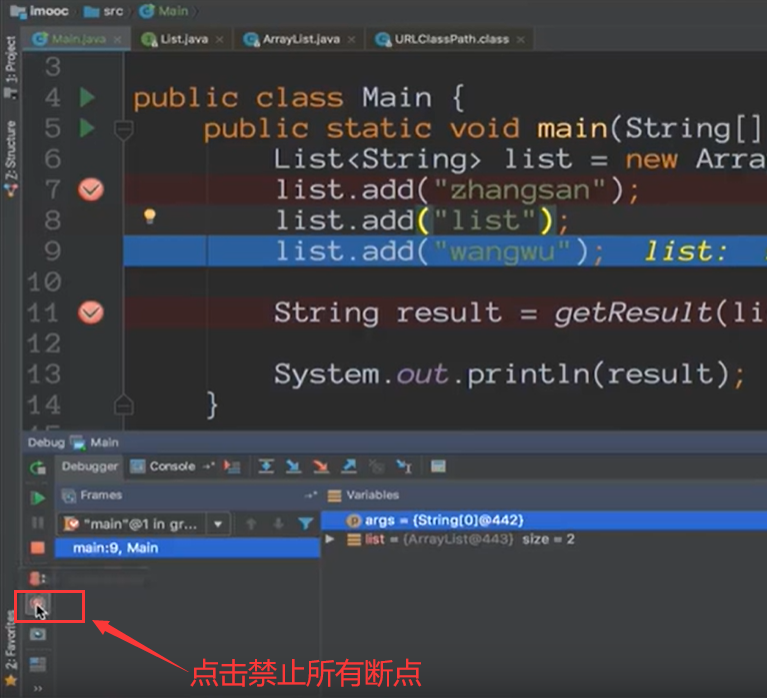 imooc src Main
Main.java List.java ArrayList.java URLClassPath.class
1: Project
Z: Structure
3
4 public class Main {
5 public static void main(String[]
6 List<String> list = new Arra
7 list.add("zhangsan");
8 list.add("list");
9 list.add("wangwu"); list:
10
11 String result = getResult(li
12
13 System.out.println(result);
14 }
Debug Main
Debugger Console
Frames Variables
"main"@1 in gr...
args = {String[0]@442}
main:9, Main
list = {ArrayList@443} size = 2
2: Favorites
点击禁止所有断点